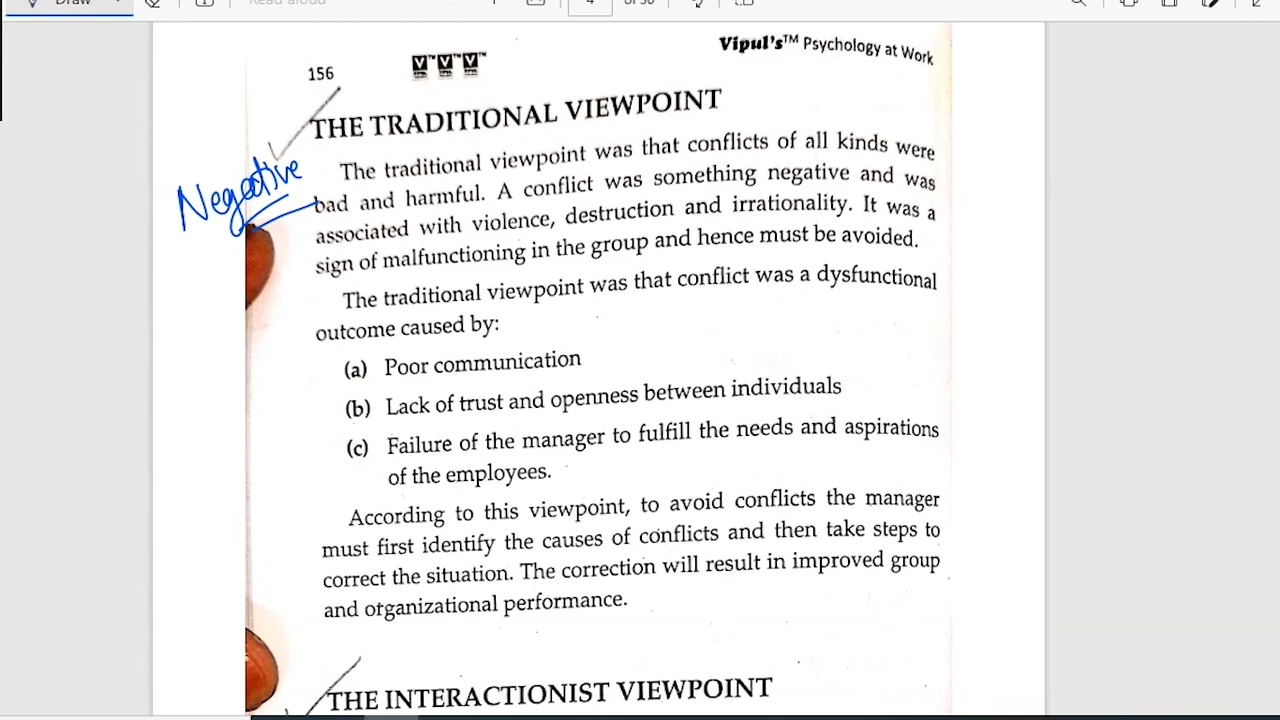 Draw
Read aloud
of 50
156
V™V™V™
Vipul's™ Psychology at Work
THE TRADITIONAL VIEWPOINT
Negative
The traditional viewpoint was that conflicts of all kinds were
bad and harmful. A conflict was something negative and was
associated with violence, destruction and irrationality. It was a
sign of malfunctioning in the group and hence must be avoided.
The traditional viewpoint was that conflict was a dysfunctional
outcome caused by:
(a) Poor communication
(b) Lack of trust and openness between individuals
(c) Failure of the manager to fulfill the needs and aspirations
of the employees.
According to this viewpoint, to avoid conflicts the manager
must first identify the causes of conflicts and then take steps to
correct the situation. The correction will result in improved group
and organizational performance.
THE INTERACTIONIST VIEWPOINT